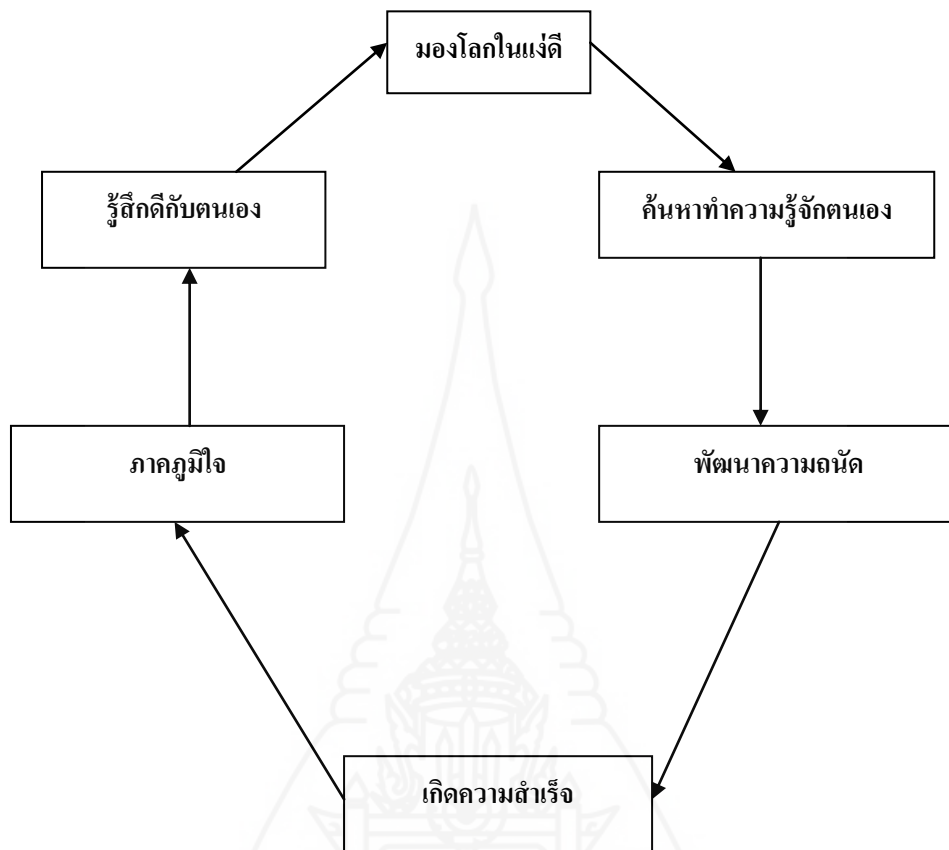 มองโลกในแง่ดี
รู้สึกดีกับตนเอง
ค้นหาทำความรู้จักตนเอง
ภาคภูมิใจ
พัฒนาความถนัด
เกิดความสำเร็จ